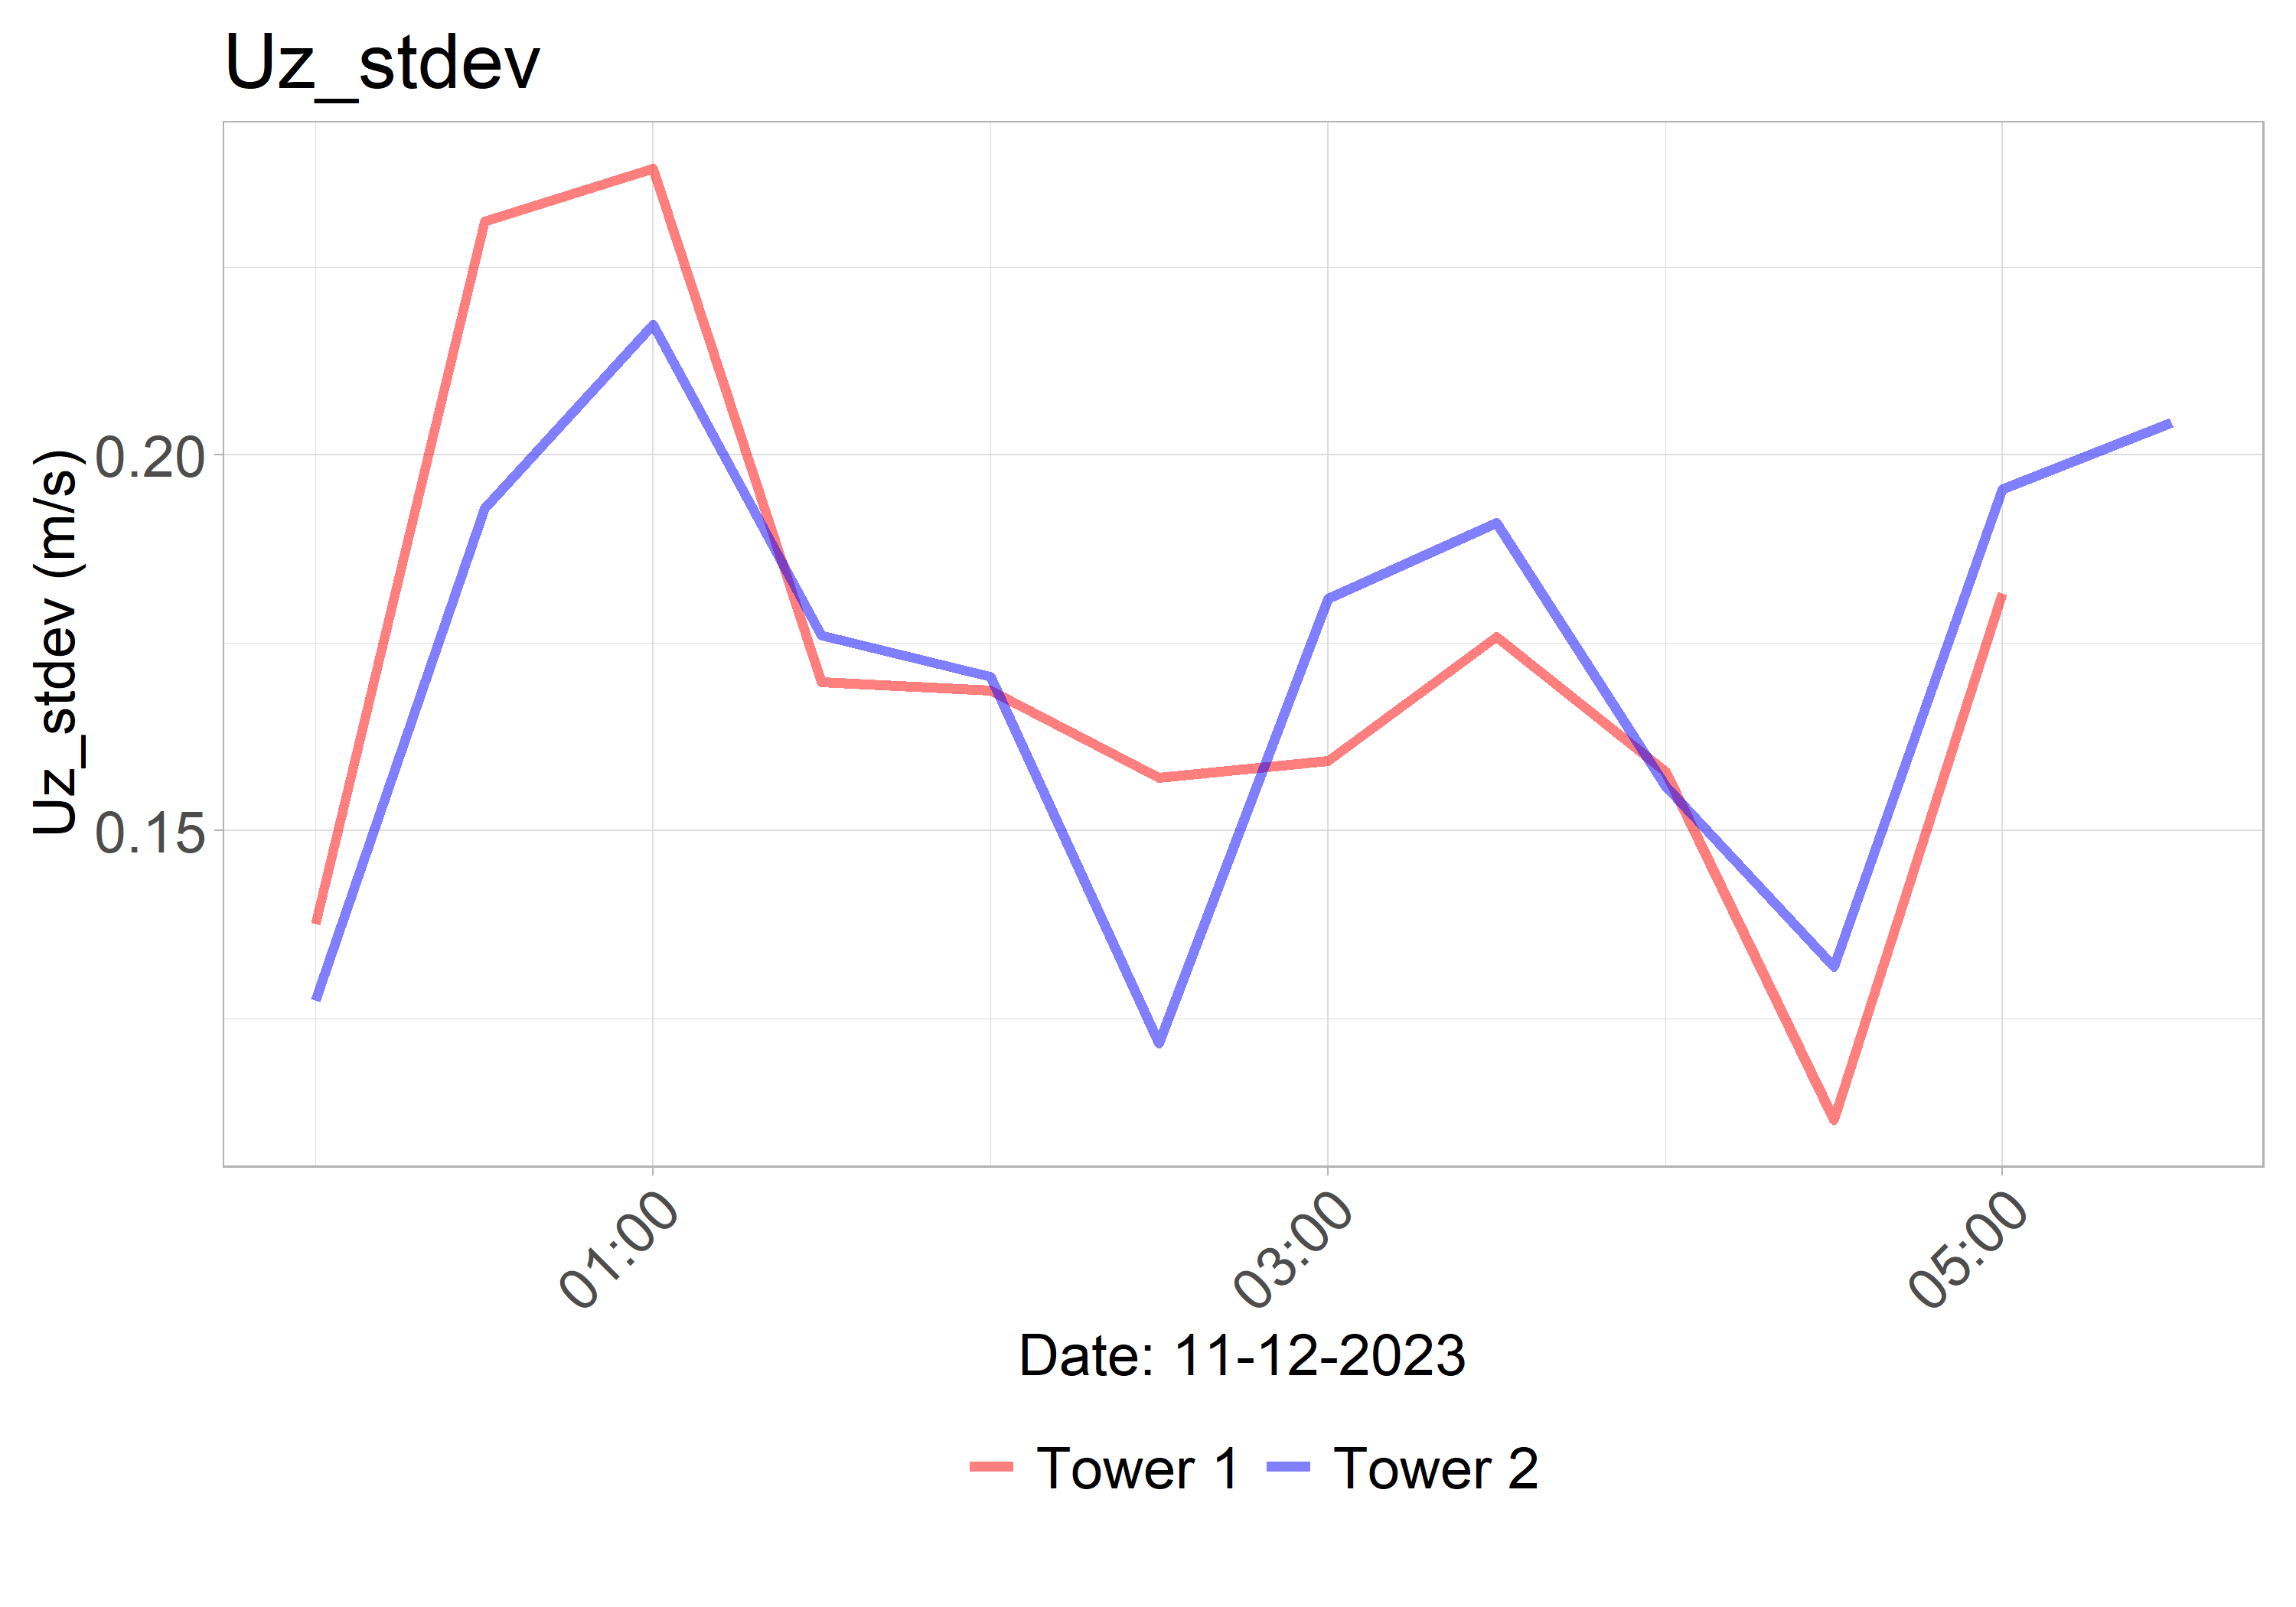 Uz_stdev
Uz_stdev (m/s)
0.20
0.15
01:00
03:00
05:00
Date: 11-12-2023
Tower 1
Tower 2